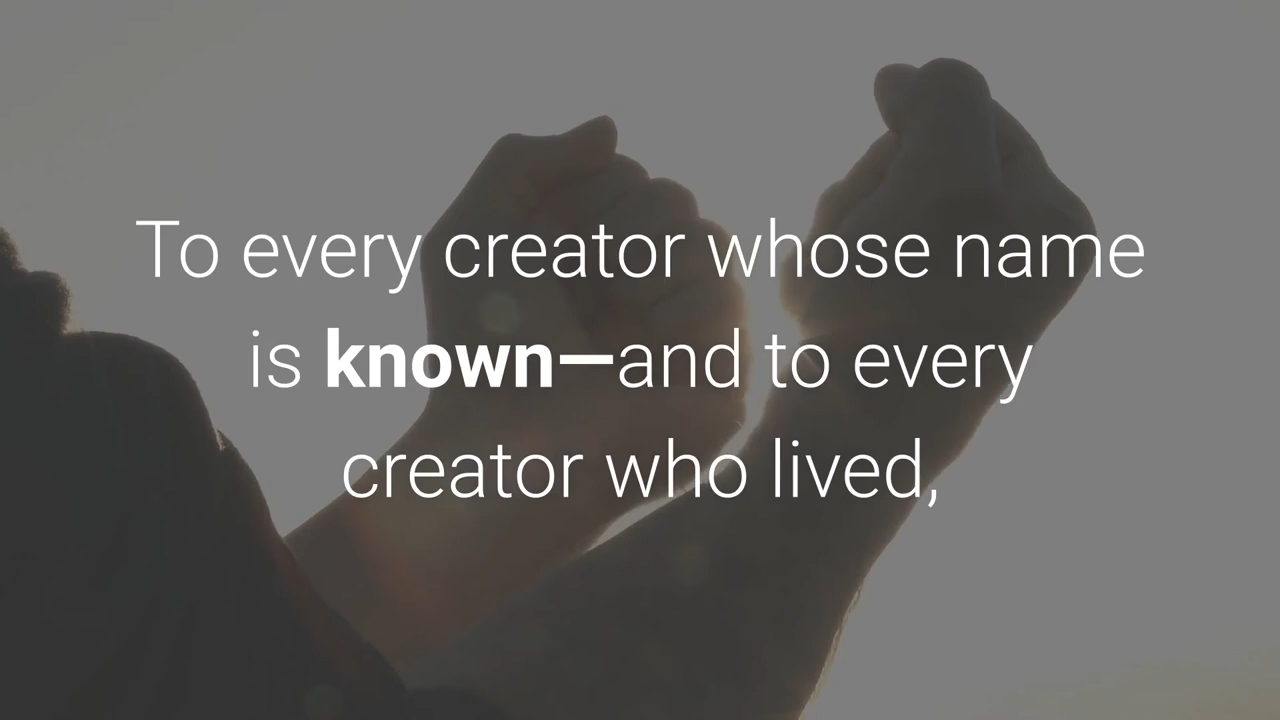 To every creator whose name
is known—and to every
creator who lived,